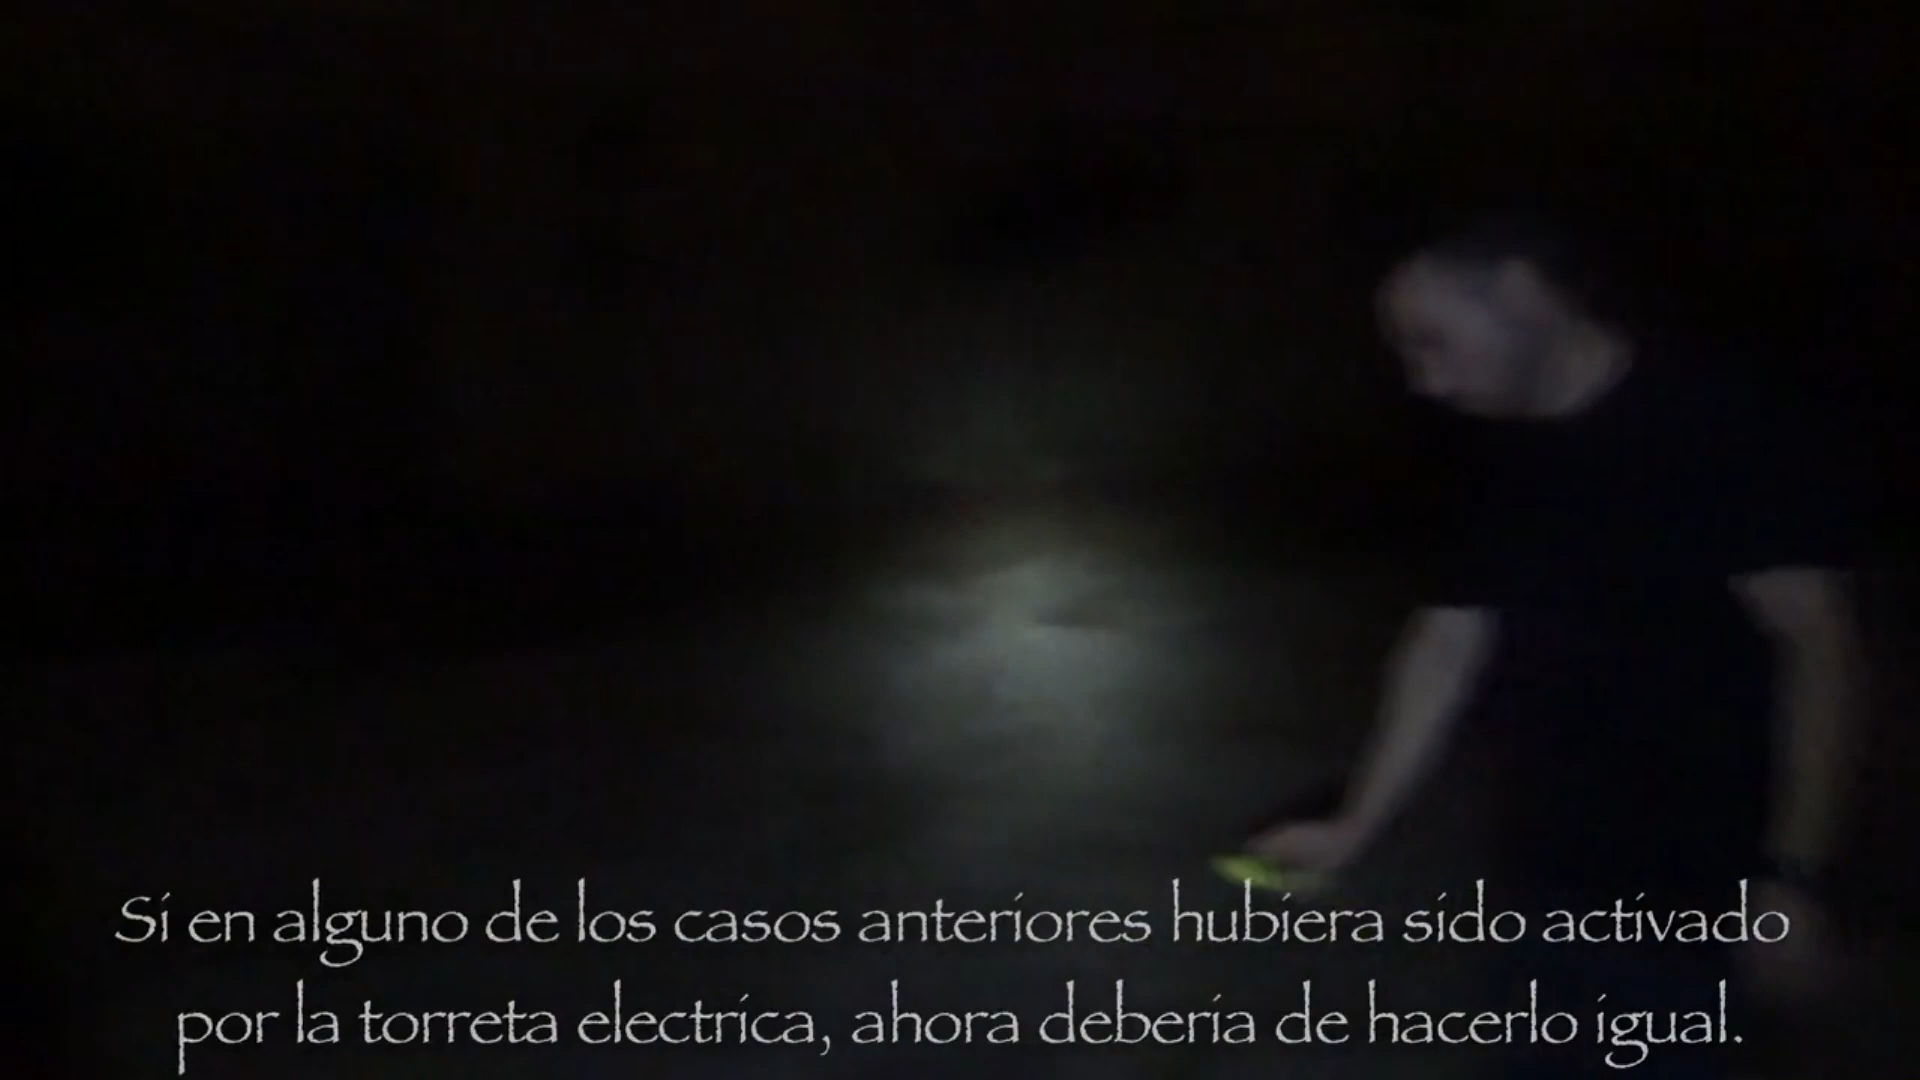 Si en alguno de los casos anteriores hubiera sido activado
por la torreta electrica, ahora deberia de hacerlo igual.